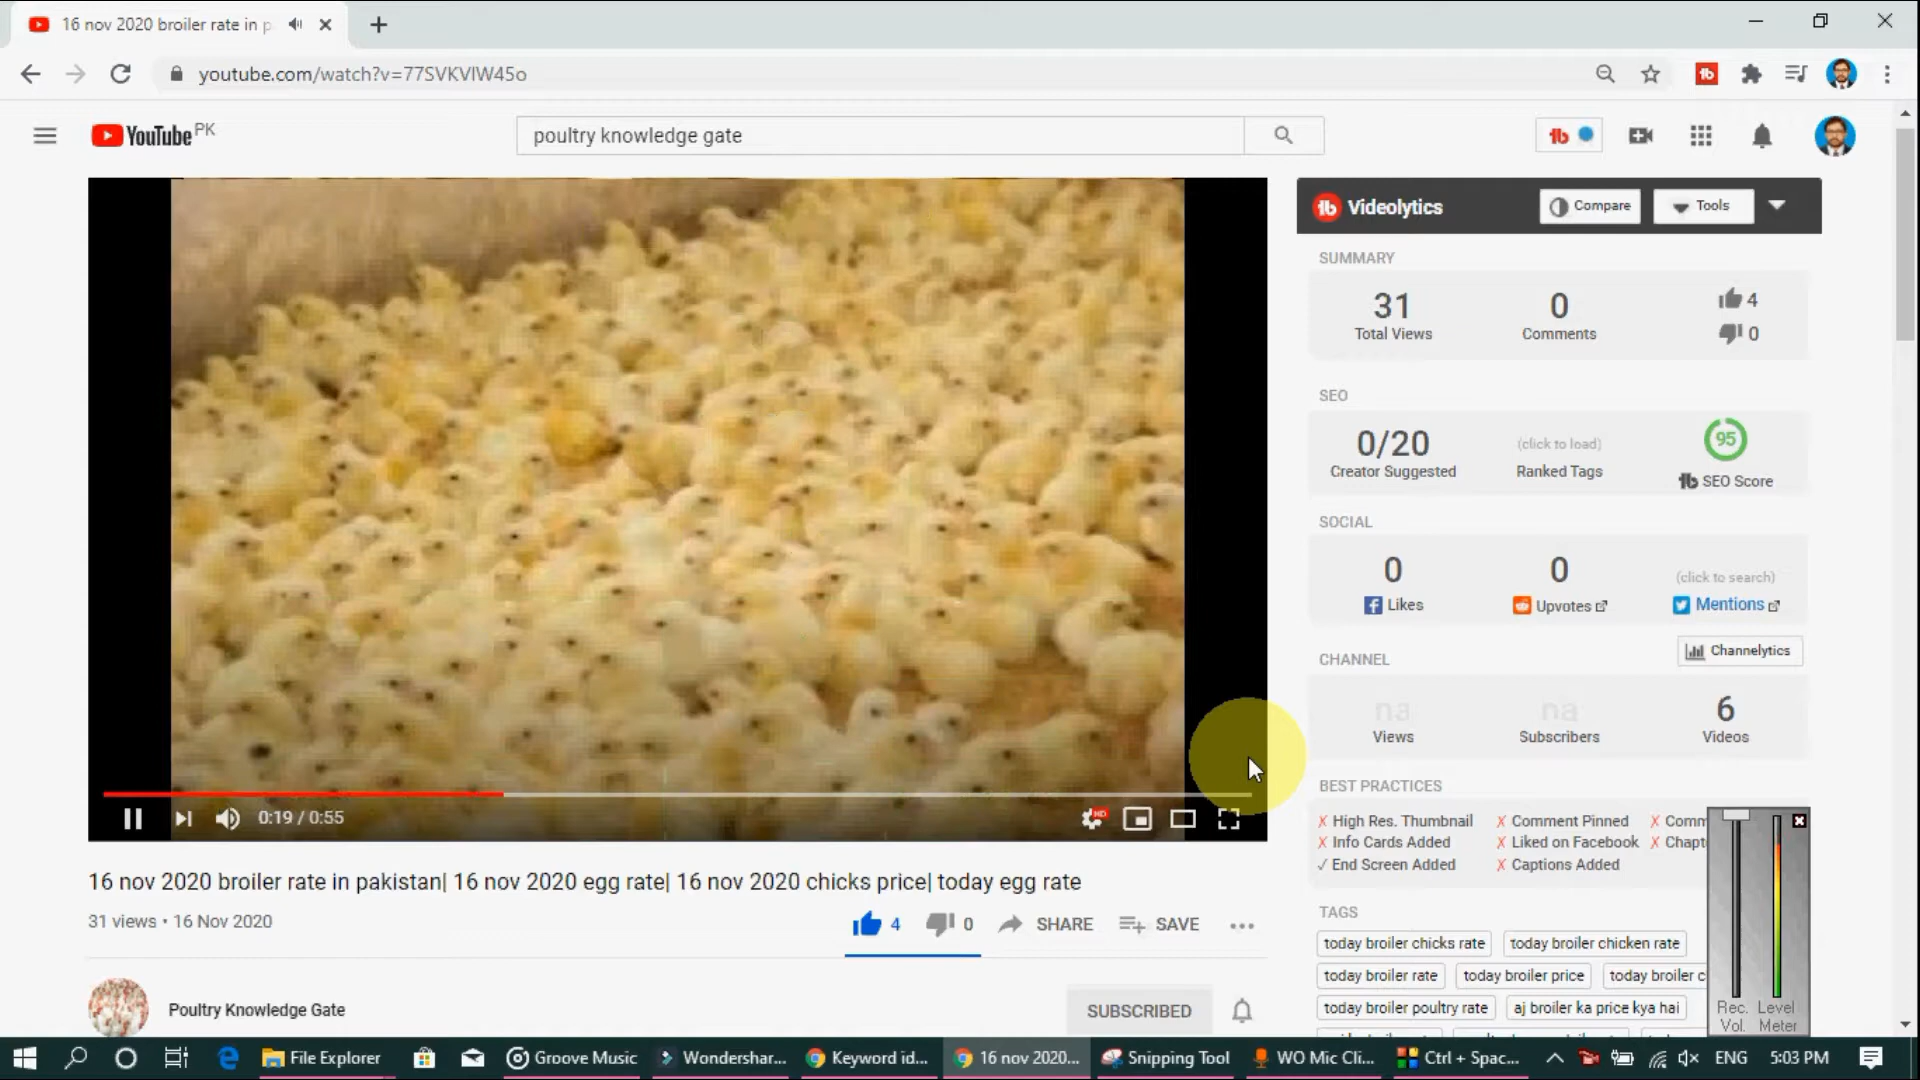 16 nov 2020 broiler rate in p
youtube.com/watch?v=77SVKVlW45o
YouTube PK
poultry knowledge gate
0:19 / 0:55
16 nov 2020 broiler rate in pakistan| 16 nov 2020 egg rate| 16 nov 2020 chicks price| today egg rate
31 views • 16 Nov 2020
4 0 SHARE SAVE
Poultry Knowledge Gate
SUBSCRIBED
Videolytics Compare Tools
SUMMARY
31 0 4
Total Views Comments 0
SEO
0/20 (click to load) 95
Creator Suggested Ranked Tags SEO Score
SOCIAL
0 0 (click to search)
Likes Upvotes Mentions
CHANNEL Channelytics
na na 6
Views Subscribers Videos
BEST PRACTICES
✗ High Res. Thumbnail ✗ Comment Pinned ✗ Comm
✗ Info Cards Added ✗ Liked on Facebook ✗ Chapt
✓ End Screen Added ✗ Captions Added
TAGS
today broiler chicks rate today broiler chicken rate
today broiler rate today broiler price today broiler c
today broiler poultry rate aj broiler ka price kya hai
Rec. Level
Vol. Meter
File Explorer Groove Music Wondershar... Keyword id... 16 nov 2020... Snipping Tool WO Mic Cli... Ctrl + Spac... ENG 5:03 PM